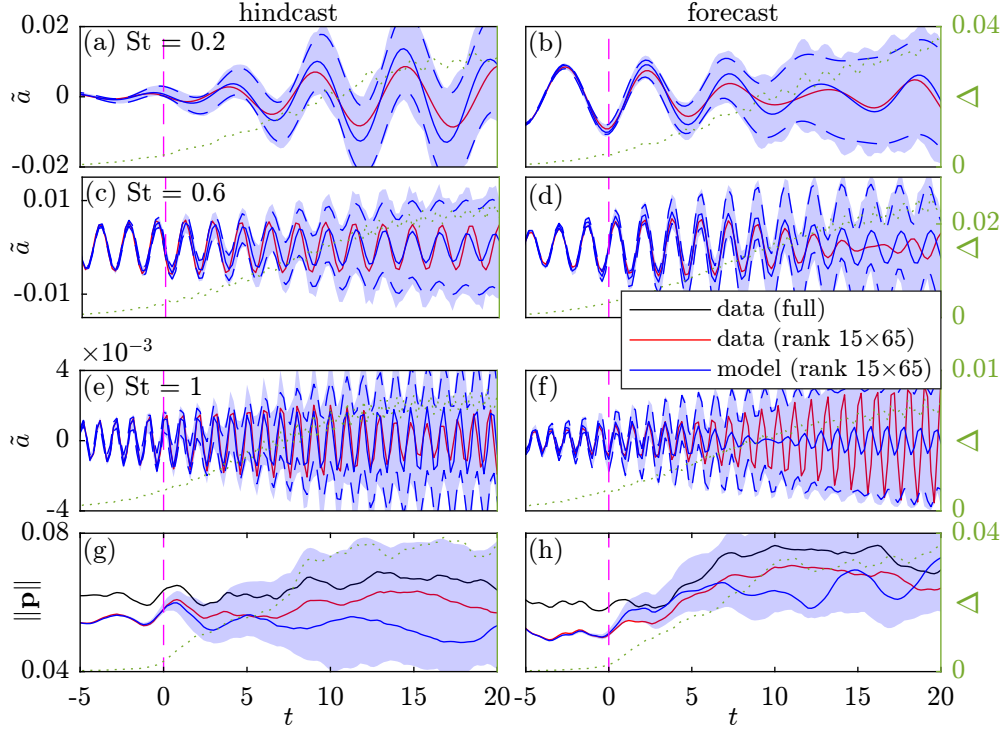 hindcast
forecast
(a) St = 0.2
(b)
0.02
0
-0.02
ã
0.04
0.02
0
◁
(c) St = 0.6
(d)
0.01
-0.01
ã
0.02
0
◁
data (full)
data (rank 15×65)
model (rank 15×65)
×10⁻³
(e) St = 1
(f)
4
0
-4
ã
0.01
0
◁
(g)
(h)
0.08
0.04
||p||
0.04
0
◁
-5 0 5 10 15 20
-5 0 5 10 15 20
t
t